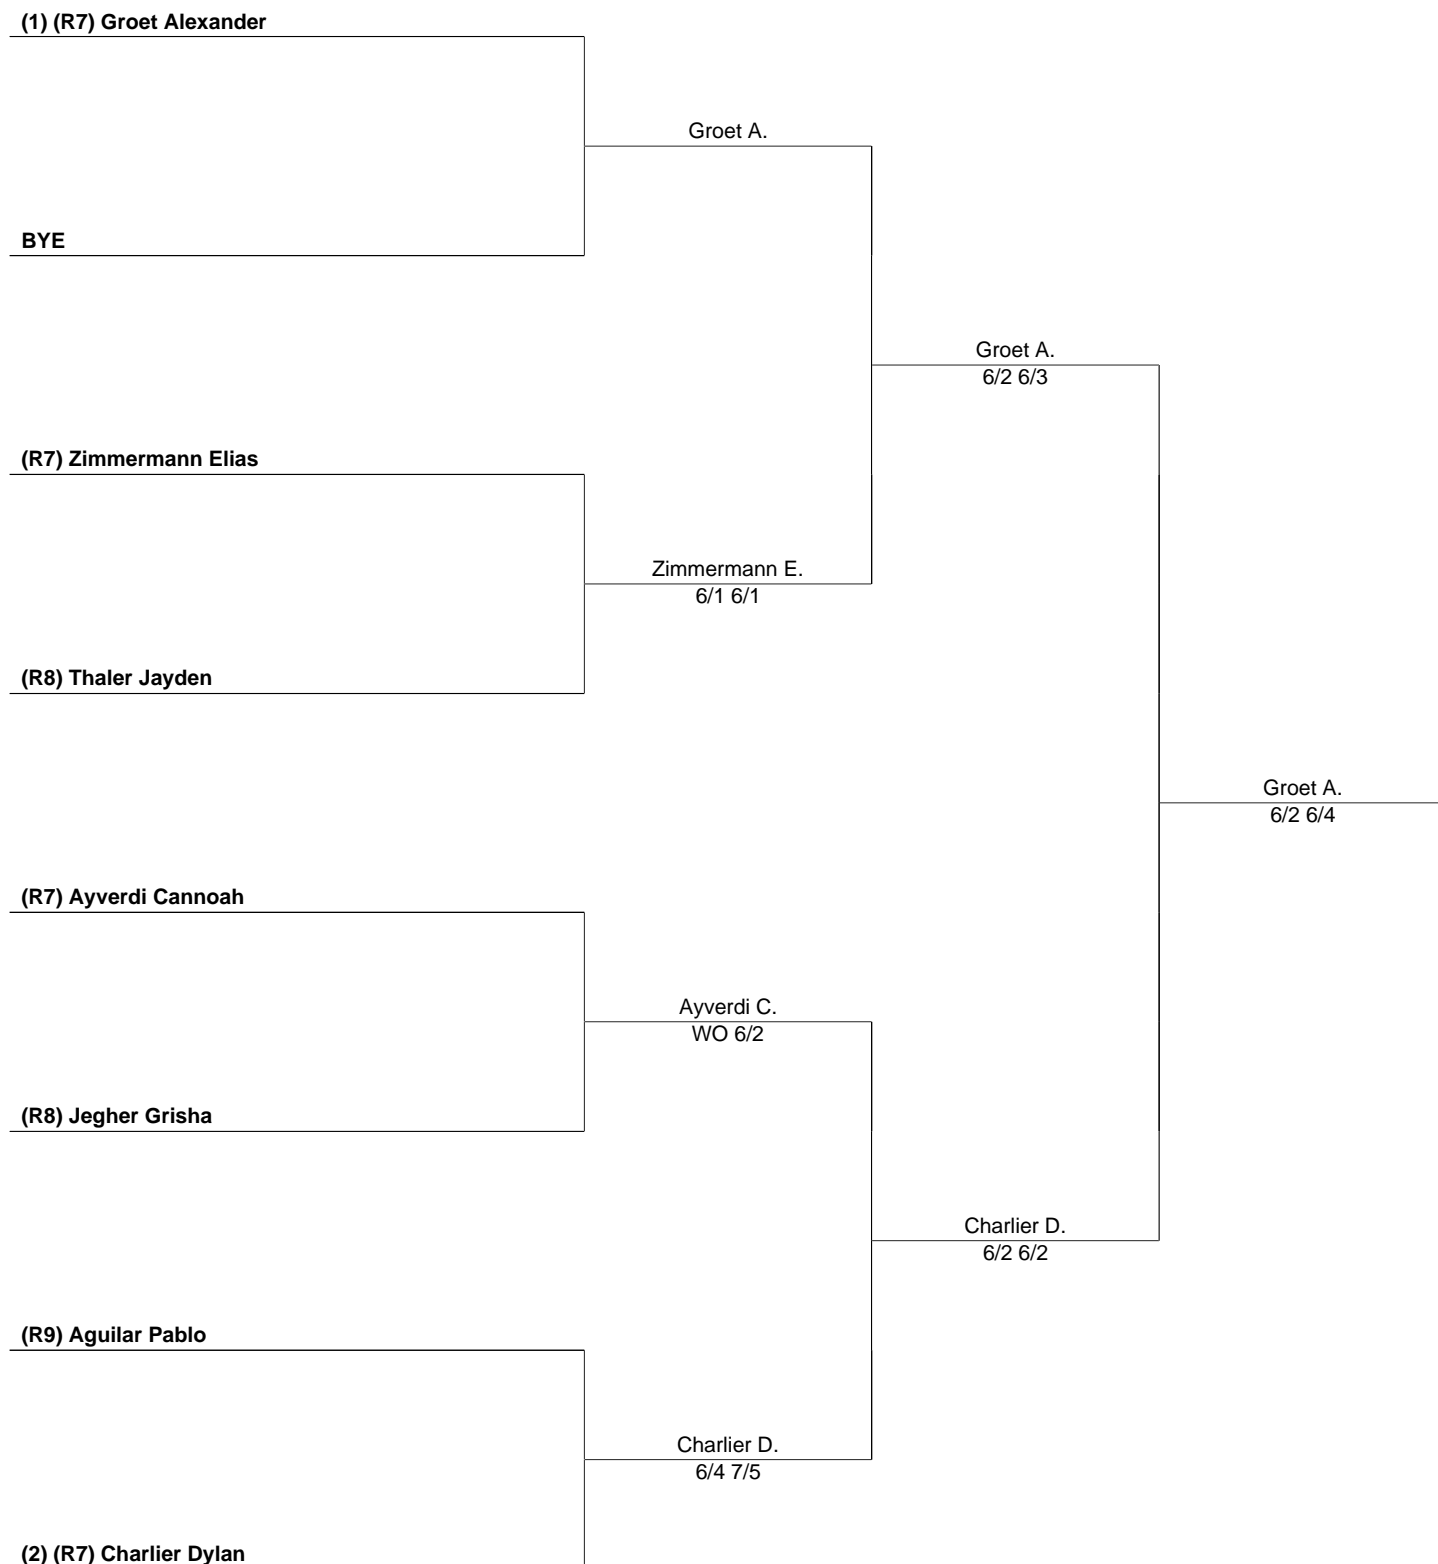 (1) (R7) Groet Alexander
Groet A.
BYE
Groet A.
6/2 6/3
(R7) Zimmermann Elias
Zimmermann E.
6/1 6/1
(R8) Thaler Jayden
Groet A.
6/2 6/4
(R7) Ayverdi Cannoah
Ayverdi C.
WO 6/2
(R8) Jegher Grisha
Charlier D.
6/2 6/2
(R9) Aguilar Pablo
Charlier D.
6/4 7/5
(2) (R7) Charlier Dylan